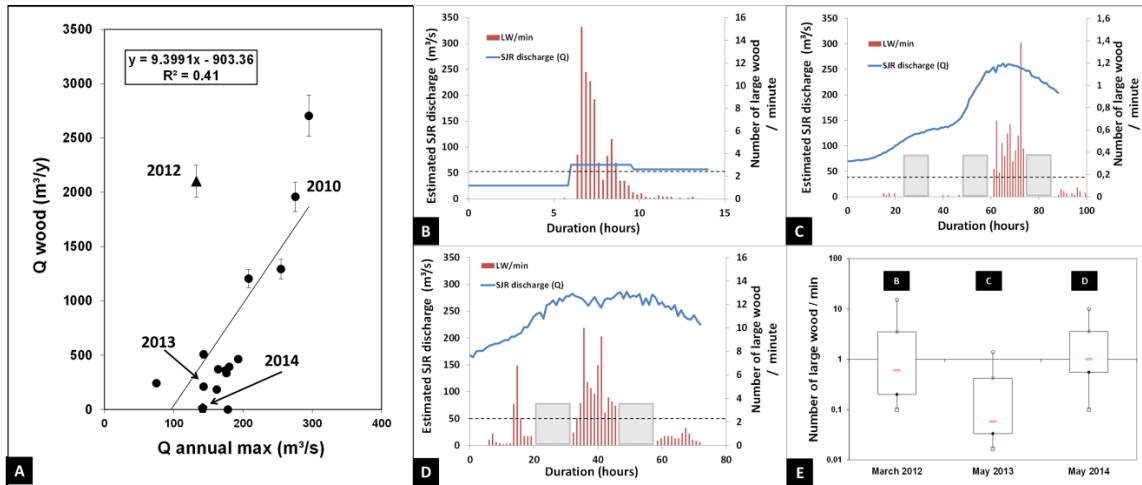 3500
3000
2500
2000
1500
1000
500
0
Q wood (m³/y)
y = 9.3991x - 903.36
R² = 0.41
2012
2010
2013
2014
0 100 200 300 400
Q annual max (m³/s)
A
350
300
250
200
150
100
50
0
Estimated SJR discharge (m³/s)
LW/min
SJR discharge (Q)
16
14
12
10
8
6
4
2
0
Number of large wood
/ minute
0 5 10 15
Duration (hours)
B
350
300
250
200
150
100
50
0
Estimated SJR discharge (m³/s)
LW/min
SJR discharge (Q)
1,6
1,4
1,2
1
0,8
0,6
0,4
0,2
0
Number of large wood
/ minute
0 20 40 60 80 100
Duration (hours)
C
350
300
250
200
150
100
50
0
Estimated SJR discharge (m³/s)
LW/min
SJR discharge (Q)
16
14
12
10
8
6
4
2
0
Number of large wood
/ minute
0 20 40 60 80
Duration (hours)
D
100
10
1
0,1
0.01
Number of large wood / min
B
C
D
March 2012 May 2013 May 2014
E